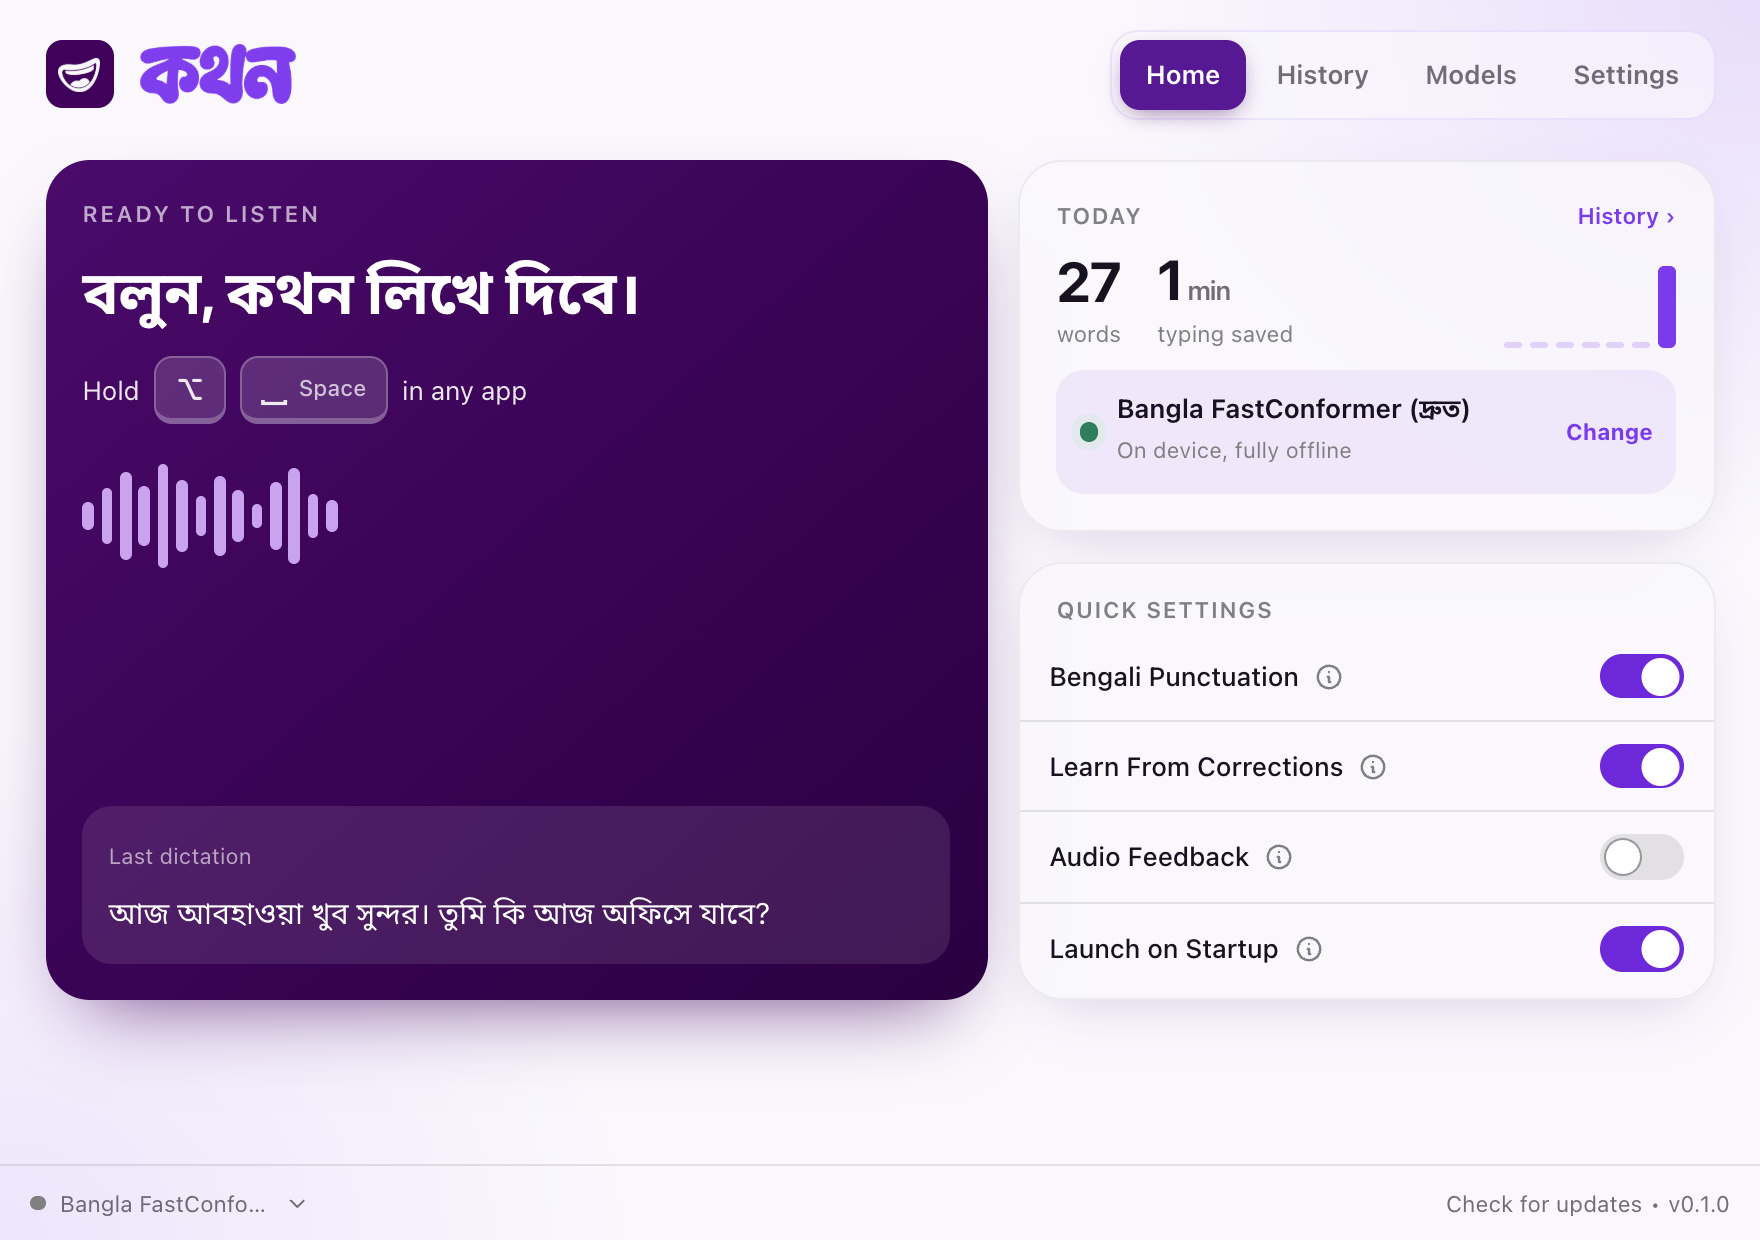 কথন
Home History Models Settings
READY TO LISTEN
বলুন, কথন লিখে দিবে।
Hold ⌥ Space in any app
Last dictation
আজ আবহাওয়া খুব সুন্দর। তুমি কি আজ অফিসে যাবে?
TODAY History ›
27 1 min
words typing saved
Bangla FastConformer (দ্রুত)
On device, fully offline
Change
QUICK SETTINGS
Bengali Punctuation
Learn From Corrections
Audio Feedback
Launch on Startup
Bangla FastConfo...
Check for updates • v0.1.0